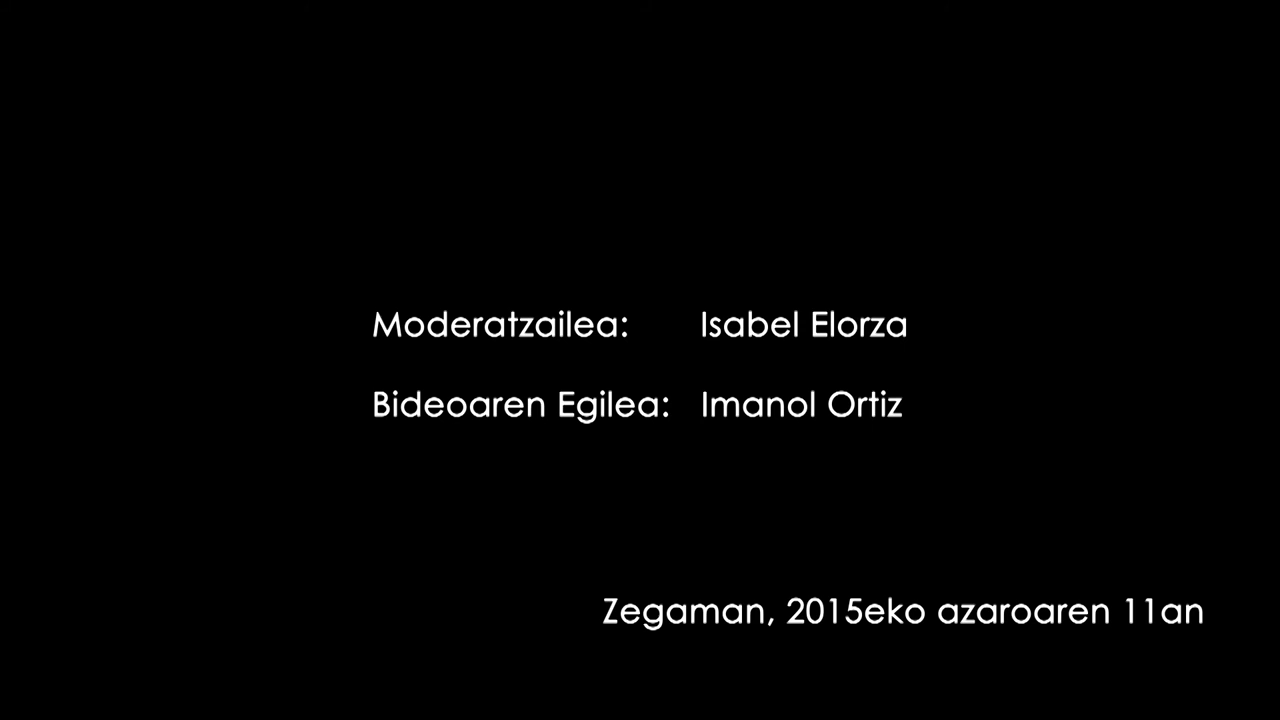 Moderatzailea: Isabel Elorza
Bideoaren Egilea: Imanol Ortiz
Zegaman, 2015eko azaroaren 11an